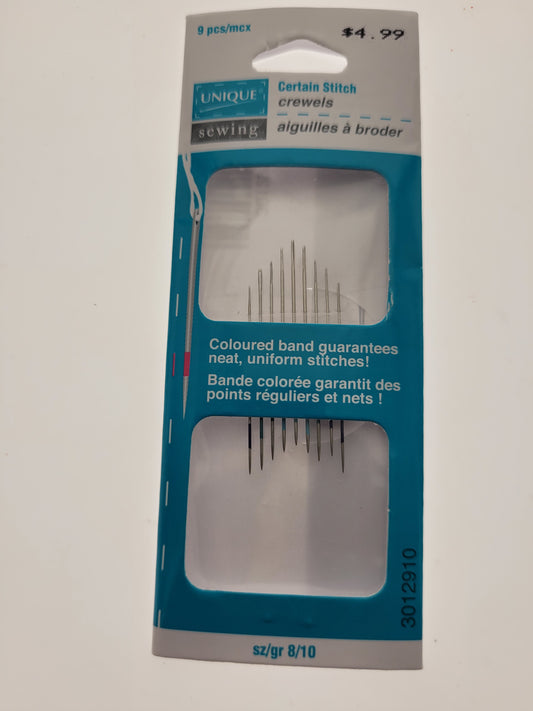 9 pcs/mcx
$4.99
UNIQUE
sewing
Certain Stitch
crewels
aiguilles à broder
Coloured band guarantees
neat, uniform stitches!
Bande colorée garantit des
points réguliers et nets !
3012910
sz/gr 8/10